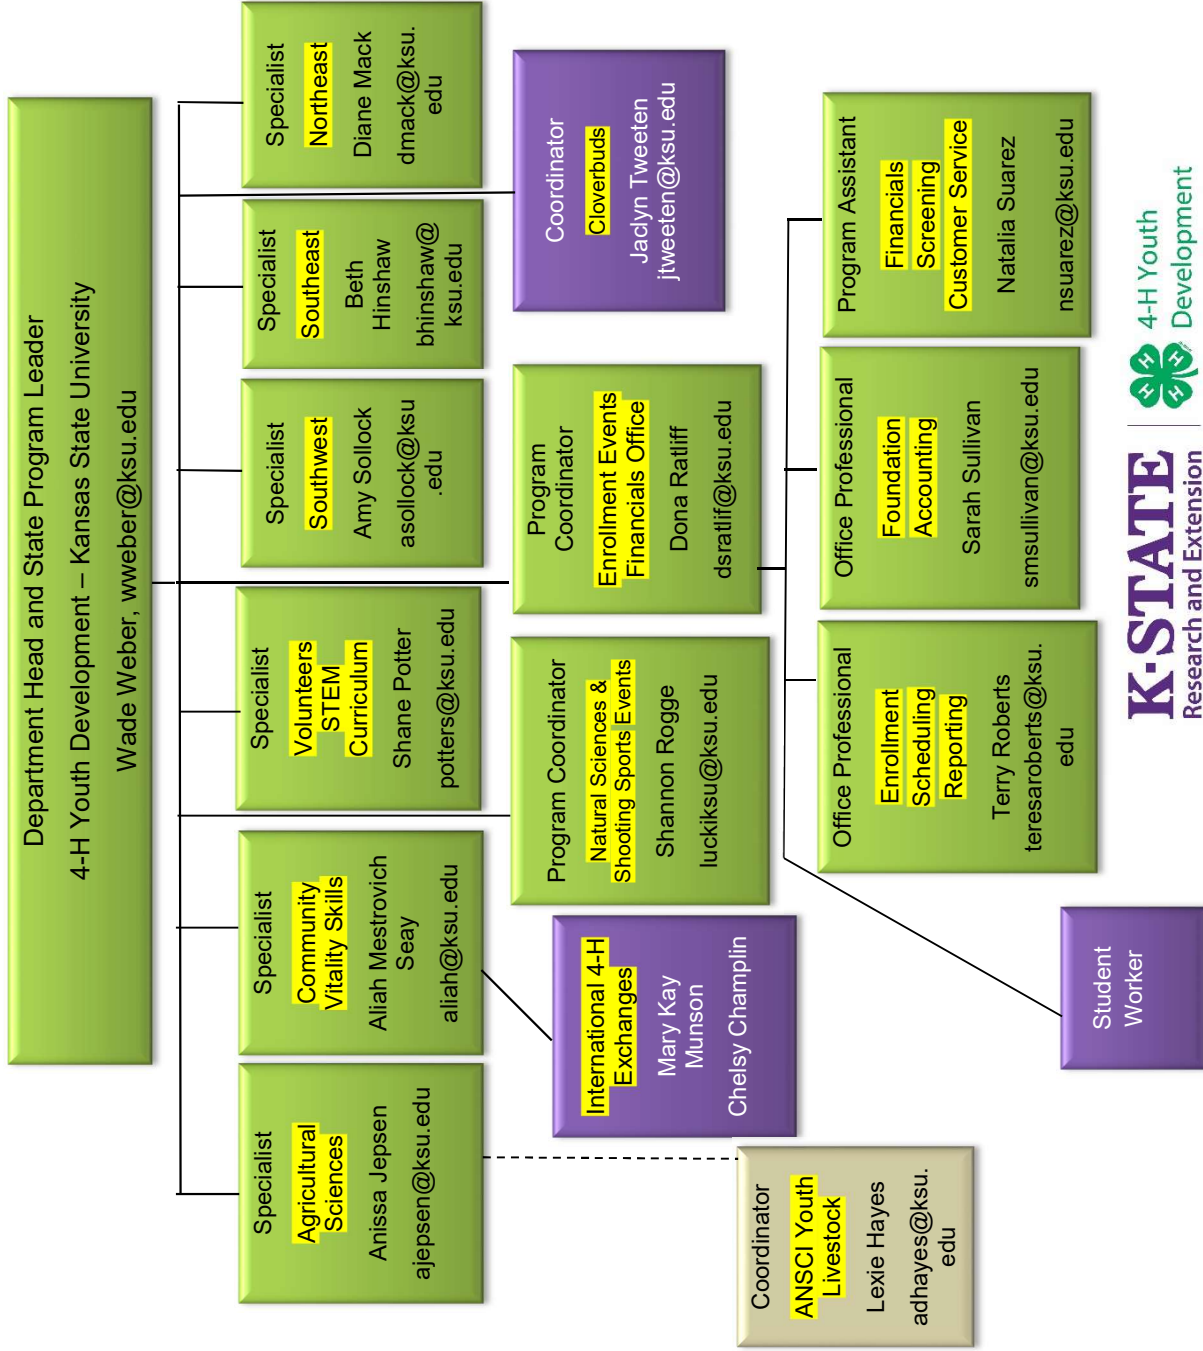 Department Head and State Program Leader
4-H Youth Development – Kansas State University
Wade Weber, wweber@ksu.edu
Specialist
Agricultural
Sciences
Anissa Jepsen
ajepsen@ksu.edu
Specialist
Community
Vitality Skills
Aliah Mestrovich
Seay
aliah@ksu.edu
Specialist
Volunteers
STEM
Curriculum
Shane Potter
potters@ksu.edu
Specialist
Southwest
Amy Sollock
asollock@ksu
.edu
Specialist
Southeast
Beth
Hinshaw
bhinshaw@
ksu.edu
Specialist
Northeast
Diane Mack
dmack@ksu.
edu
International 4-H
Exchanges
Mary Kay
Munson
Chelsy Champlin
Program Coordinator
Natural Sciences &
Shooting Sports Events
Shannon Rogge
luckiksu@ksu.edu
Program
Coordinator
Enrollment Events
Financials Office
Dona Ratliff
dsratlif@ksu.edu
Coordinator
Cloverbuds
Jaclyn Tweeten
jtweeten@ksu.edu
Coordinator
ANSCI Youth
Livestock
Lexie Hayes
adhayes@ksu.
edu
Office Professional
Enrollment
Scheduling
Reporting
Terry Roberts
teresaroberts@ksu.
edu
Office Professional
Foundation
Accounting
Sarah Sullivan
smsullivan@ksu.edu
Program Assistant
Financials
Screening
Customer Service
Natalia Suarez
nsuarez@ksu.edu
Student
Worker
K-STATE
Research and Extension
H H H H
4-H Youth
Development